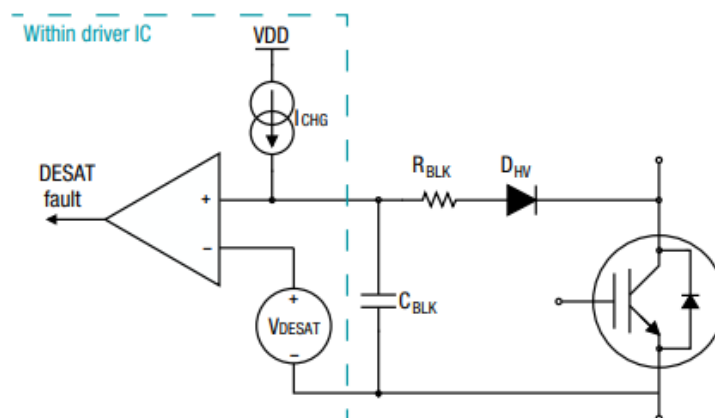 Within driver IC
VDD
ICHG
RBLK
DHV
DESAT
fault
+
−
+
VDESAT
−
CBLK